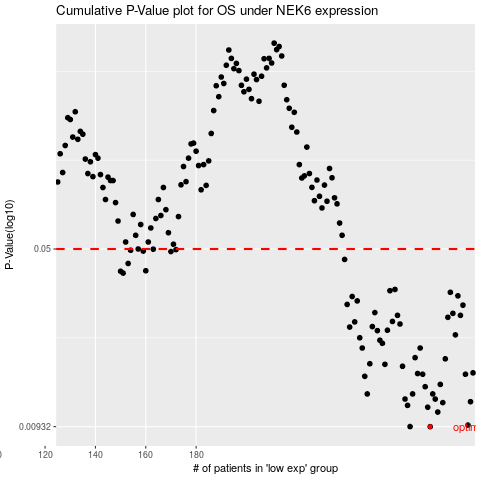 Cumulative P-Value plot for OS under NEK6 expression
P-Value(log10)
0.05
0.00932
optim
0
120
140
160
180
# of patients in 'low exp' group